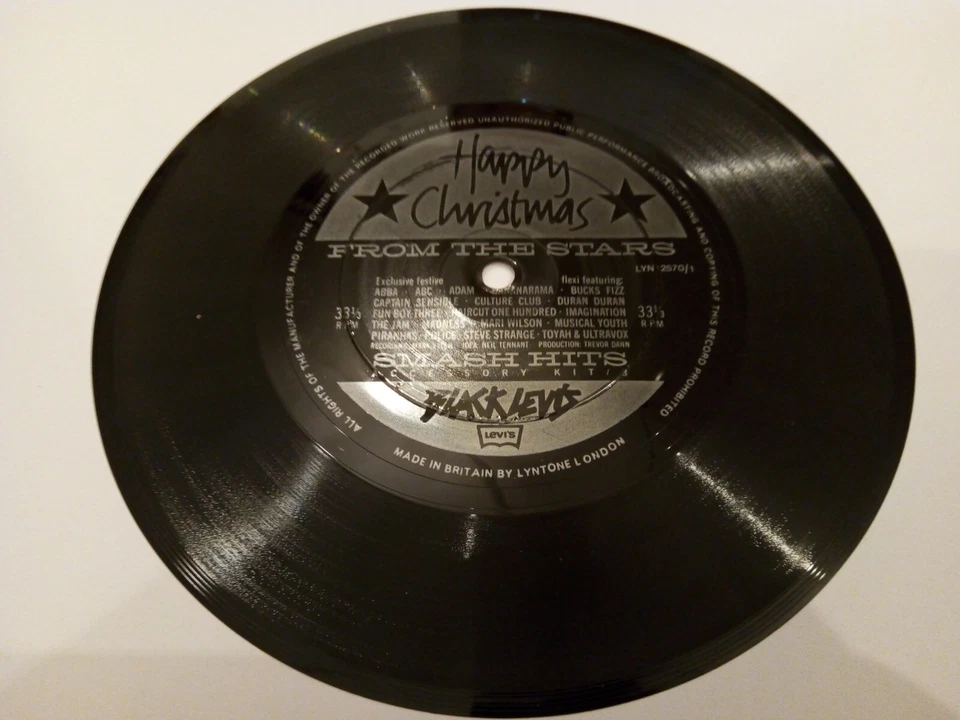 ALL RIGHTS OF THE MANUFACTURER AND OF THE OWNER OF THE RECORDED WORK RESERVED UNAUTHORIZED PUBLIC PERFORMANCE BROADCASTING AND COPYING OF THIS RECORD PROHIBITED
Happy
Christmas
FROM THE STARS
LYN 2570/1
Exclusive festive flexi featuring:
ABBA · ABC · ADAM · BANANARAMA · BUCKS FIZZ
CAPTAIN SENSIBLE · CULTURE CLUB · DURAN DURAN
FUN BOY THREE · HAIRCUT ONE HUNDRED · IMAGINATION
THE JAM · MADNESS · MARI WILSON · MUSICAL YOUTH
PIRANHAS · POLICE · STEVE STRANGE · TOYAH & ULTRAVOX
33⅓
RPM
33⅓
RPM
IDEA: NEIL TENNANT PRODUCTION: TREVOR DANN
SMASH HITS
ACCESSORY KIT/3
BLACK LEVI'S
LEVI'S
MADE IN BRITAIN BY LYNTONE LONDON